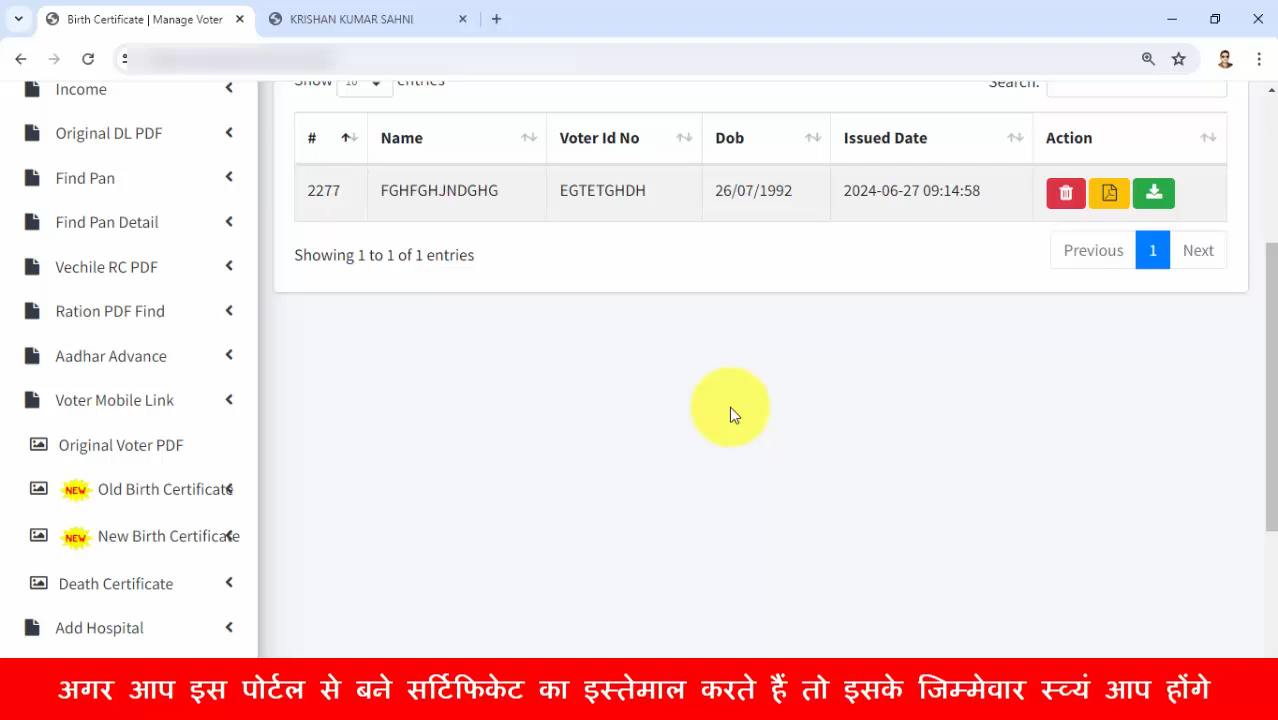 Birth Certificate | Manage Voter
KRISHAN KUMAR SAHNI
Show 10 entries
Search:
Income
Original DL PDF
Find Pan
Find Pan Detail
Vechile RC PDF
Ration PDF Find
Aadhar Advance
Voter Mobile Link
Original Voter PDF
NEW Old Birth Certificate
NEW New Birth Certificate
Death Certificate
Add Hospital
# Name Voter Id No Dob Issued Date Action
2277 FGHFGHJNDGHG EGTETGHDH 26/07/1992 2024-06-27 09:14:58
Showing 1 to 1 of 1 entries
Previous 1 Next
अगर आप इस पोर्टल से बने सर्टिफिकेट का इस्तेमाल करते हैं तो इसके जिम्मेवार स्व्यं आप होंगे